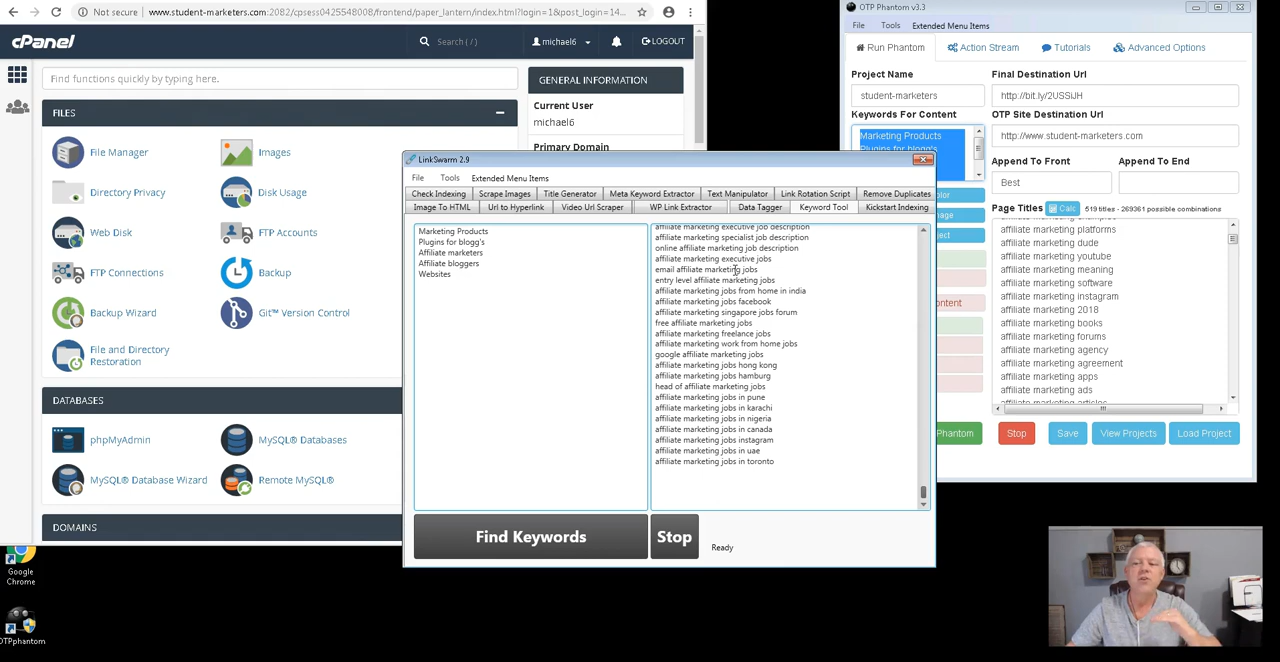 Not secure
www.student-marketers.com:2082/cpsess0425548008/frontend/paper_lantern/index.html?login=1&post_login=14...
cPanel
Search ( / )
michael6
LOGOUT
Find functions quickly by typing here.
GENERAL INFORMATION
Current User
michael6
Primary Domain
FILES
File Manager
Images
Directory Privacy
Disk Usage
Web Disk
FTP Accounts
FTP Connections
Backup
Backup Wizard
Git™ Version Control
File and Directory
Restoration
DATABASES
phpMyAdmin
MySQL® Databases
MySQL® Database Wizard
Remote MySQL®
DOMAINS
Google
Chrome
OTPphantom
LinkSwarm 2.9
File Tools Extended Menu Items
Check Indexing Scrape Images Title Generator Meta Keyword Extractor Text Manipulator Link Rotation Script Remove Duplicates
Image To HTML Url to Hyperlink Video Url Scraper WP Link Extractor Data Tagger Keyword Tool Kickstart Indexing
Marketing Products
Plugins for blogg's
Affiliate marketers
Affiliate bloggers
Websites
affiliate marketing executive job description
affiliate marketing specialist job description
online affiliate marketing job description
affiliate marketing executive jobs
email affiliate marketing jobs
entry level affiliate marketing jobs
affiliate marketing jobs from home in india
affiliate marketing jobs facebook
affiliate marketing singapore jobs forum
free affiliate marketing jobs
affiliate marketing freelance jobs
affiliate marketing work from home jobs
google affiliate marketing jobs
affiliate marketing jobs hong kong
affiliate marketing jobs hamburg
head of affiliate marketing jobs
affiliate marketing jobs in pune
affiliate marketing jobs in karachi
affiliate marketing jobs in nigeria
affiliate marketing jobs in canada
affiliate marketing jobs instagram
affiliate marketing jobs in uae
affiliate marketing jobs in toronto
Find Keywords
Stop
Ready
OTP Phantom v3.3
File Tools Extended Menu Items
Run Phantom Action Stream Tutorials Advanced Options
Project Name
student-marketers
Final Destination Url
http://bit.ly/2USSiJH
Keywords For Content
Marketing Products
Plugins for blogg's
OTP Site Destination Url
http://www.student-marketers.com
Append To Front
Best
Append To End
Page Titles
Calc
519 titles - 269361 possible combinations
affiliate marketing platforms
affiliate marketing dude
affiliate marketing youtube
affiliate marketing meaning
affiliate marketing software
affiliate marketing instagram
affiliate marketing 2018
affiliate marketing books
affiliate marketing forums
affiliate marketing agency
affiliate marketing agreement
affiliate marketing apps
affiliate marketing ads
affiliate marketing articles
Phantom
Stop
Save
View Projects
Load Project